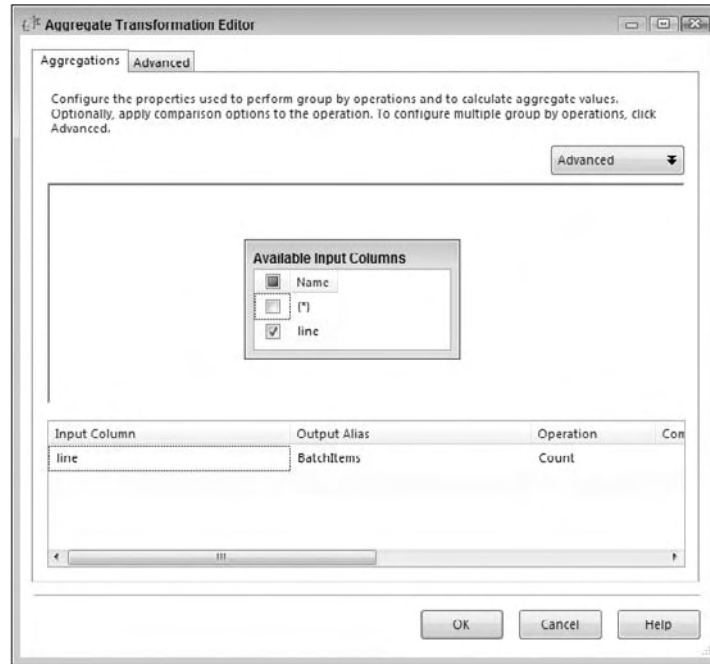 Aggregate Transformation Editor
Aggregations
Advanced
Configure the properties used to perform group by operations and to calculate aggregate values.
Optionally, apply comparison options to the operation. To configure multiple group by operations, click
Advanced.
Advanced
Available Input Columns
Name
(*)
line
Input Column Output Alias Operation Com
line BatchItems Count
OK Cancel Help